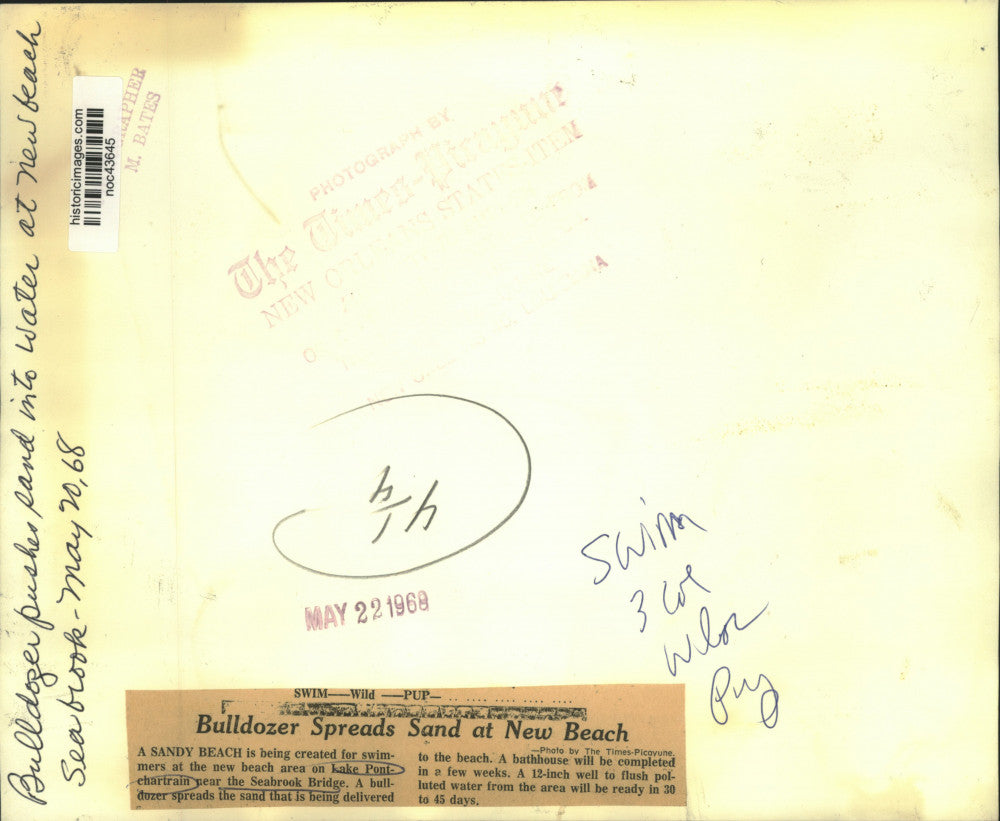 Bulldozer pushes sand into water at new beach
Seabrook - May 20, 68
historicimages.com
noc43645
M. BATES
PHOTOGRAPH BY
The Times-Picayune
NEW ORLEANS STATES-ITEM
MAY 22 1968
Swim
3 col
SWIM——Wild——PUP—
Bulldozer Spreads Sand at New Beach
—Photo by The Times-Picayune.
A SANDY BEACH is being created for swim-
mers at the new beach area on Lake Pont-
chartrain near the Seabrook Bridge. A bull-
dozer spreads the sand that is being delivered
to the beach. A bathhouse will be completed
in a few weeks. A 12-inch well to flush pol-
luted water from the area will be ready in 30
to 45 days.